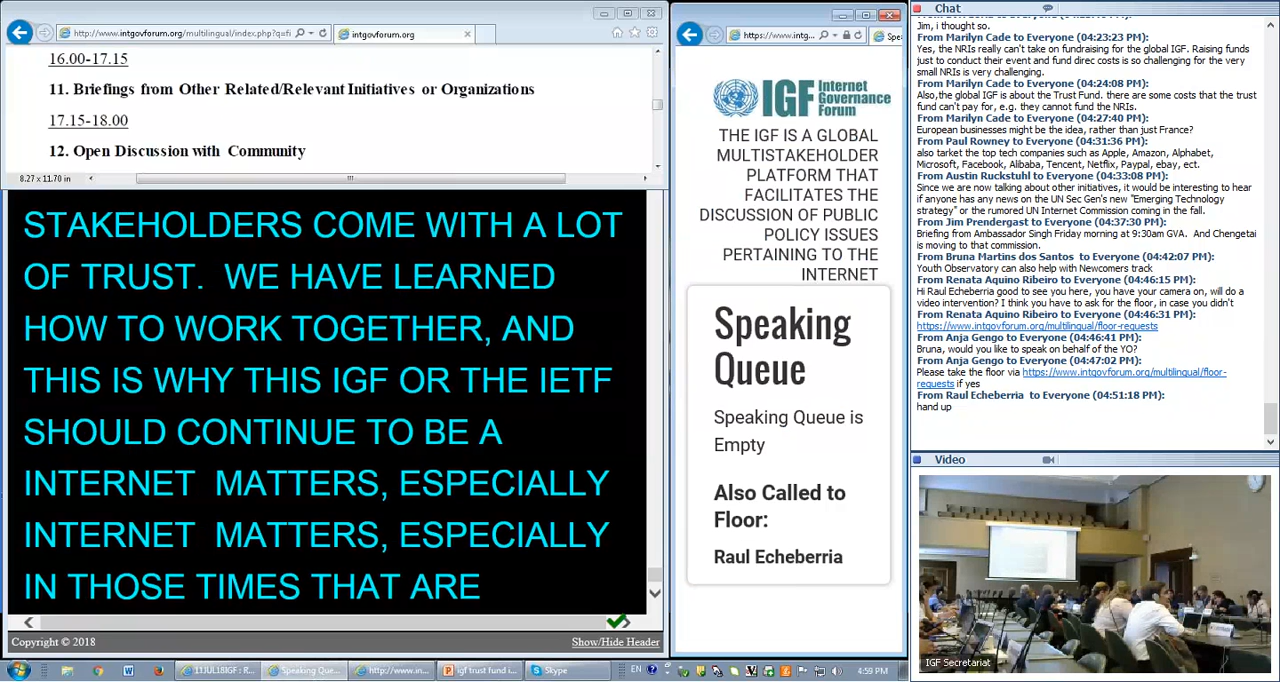 http://www.intgovforum.org/multilingual/index.php?q=fi
intgovforum.org
16.00-17.15
11. Briefings from Other Related/Relevant Initiatives or Organizations
17.15-18.00
12. Open Discussion with Community
8.27 x 11.70 in
STAKEHOLDERS COME WITH A LOT
OF TRUST. WE HAVE LEARNED
HOW TO WORK TOGETHER, AND
THIS IS WHY THIS IGF OR THE IETF
SHOULD CONTINUE TO BE A
INTERNET MATTERS, ESPECIALLY
INTERNET MATTERS, ESPECIALLY
IN THOSE TIMES THAT ARE
Copyright © 2018
Show/Hide Header
https://www.intg...
Spe
IGF Internet Governance Forum
THE IGF IS A GLOBAL
MULTISTAKEHOLDER
PLATFORM THAT
FACILITATES THE
DISCUSSION OF PUBLIC
POLICY ISSUES
PERTAINING TO THE
INTERNET
Speaking
Queue
Speaking Queue is
Empty
Also Called to
Floor:
Raul Echeberria
Chat
Jim, i thought so.
From Marilyn Cade to Everyone (04:23:23 PM):
Yes, the NRIs really can't take on fundraising for the global IGF. Raising funds
just to conduct their event and fund direc costs is so challenging for the very
small NRIs is very challenging.
From Marilyn Cade to Everyone (04:24:08 PM):
Also,the global IGF is about the Trust Fund. there are some costs that the trust
fund can't pay for, e.g. they cannot fund the NRIs.
From Marilyn Cade to Everyone (04:27:40 PM):
European businesses might be the idea, rather than just France?
From Paul Rowney to Everyone (04:31:36 PM):
also tarket the top tech companies such as Apple, Amazon, Alphabet,
Microsoft, Facebook, Alibaba, Tencent, Netflix, Paypal, ebay, ect.
From Austin Ruckstuhl to Everyone (04:33:08 PM):
Since we are now talking about other initiatives, it would be interesting to hear
if anyone has any news on the UN Sec Gen's new "Emerging Technology
strategy" or the rumored UN Internet Commission coming in the fall.
From Jim Prendergast to Everyone (04:37:30 PM):
Briefing from Ambassador Singh Friday morning at 9:30am GVA. And Chengetai
is moving to that commission.
From Bruna Martins dos Santos to Everyone (04:42:07 PM):
Youth Observatory can also help with Newcomers track
From Renata Aquino Ribeiro to Everyone (04:46:15 PM):
Hi Raul Echeberria good to see you here, you have your camera on, will do a
video intervention? I think you have to ask for the floor, in case you didn't
From Renata Aquino Ribeiro to Everyone (04:46:31 PM):
https://www.intgovforum.org/multilingual/floor-requests
From Anja Gengo to Everyone (04:46:41 PM):
Bruna, would you like to speak on behalf of the YO?
From Anja Gengo to Everyone (04:47:02 PM):
Please take the floor via https://www.intgovforum.org/multilingual/floor-
requests if yes
From Raul Echeberria to Everyone (04:51:18 PM):
hand up
Video
IGF Secretariat
11JUL18IGF : R...
Speaking Que...
http://www.in...
igf trust fund i...
Skype
EN
4:59 PM